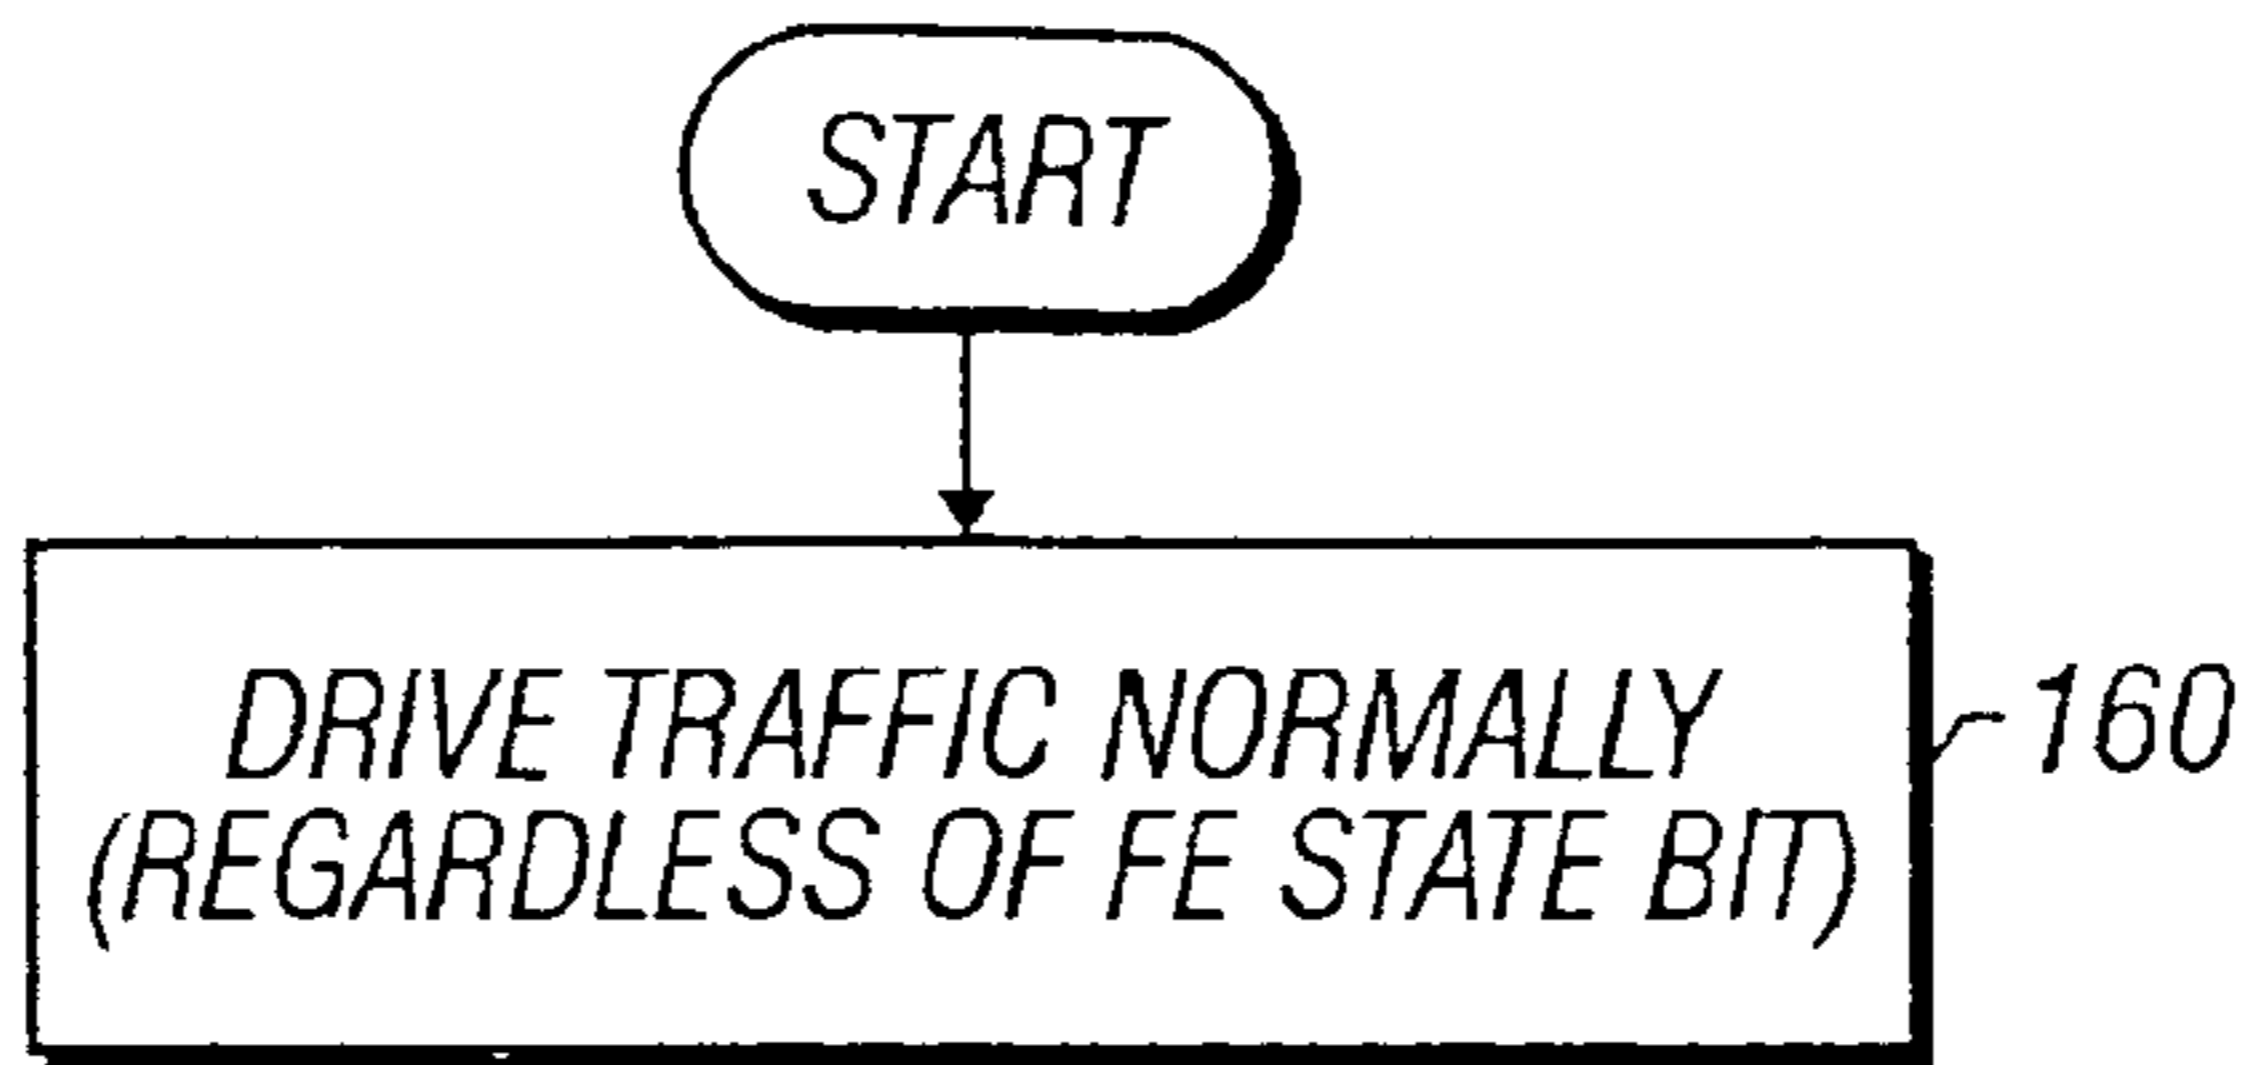 START
DRIVE TRAFFIC NORMALLY
(REGARDLESS OF FE STATE BIT)
160